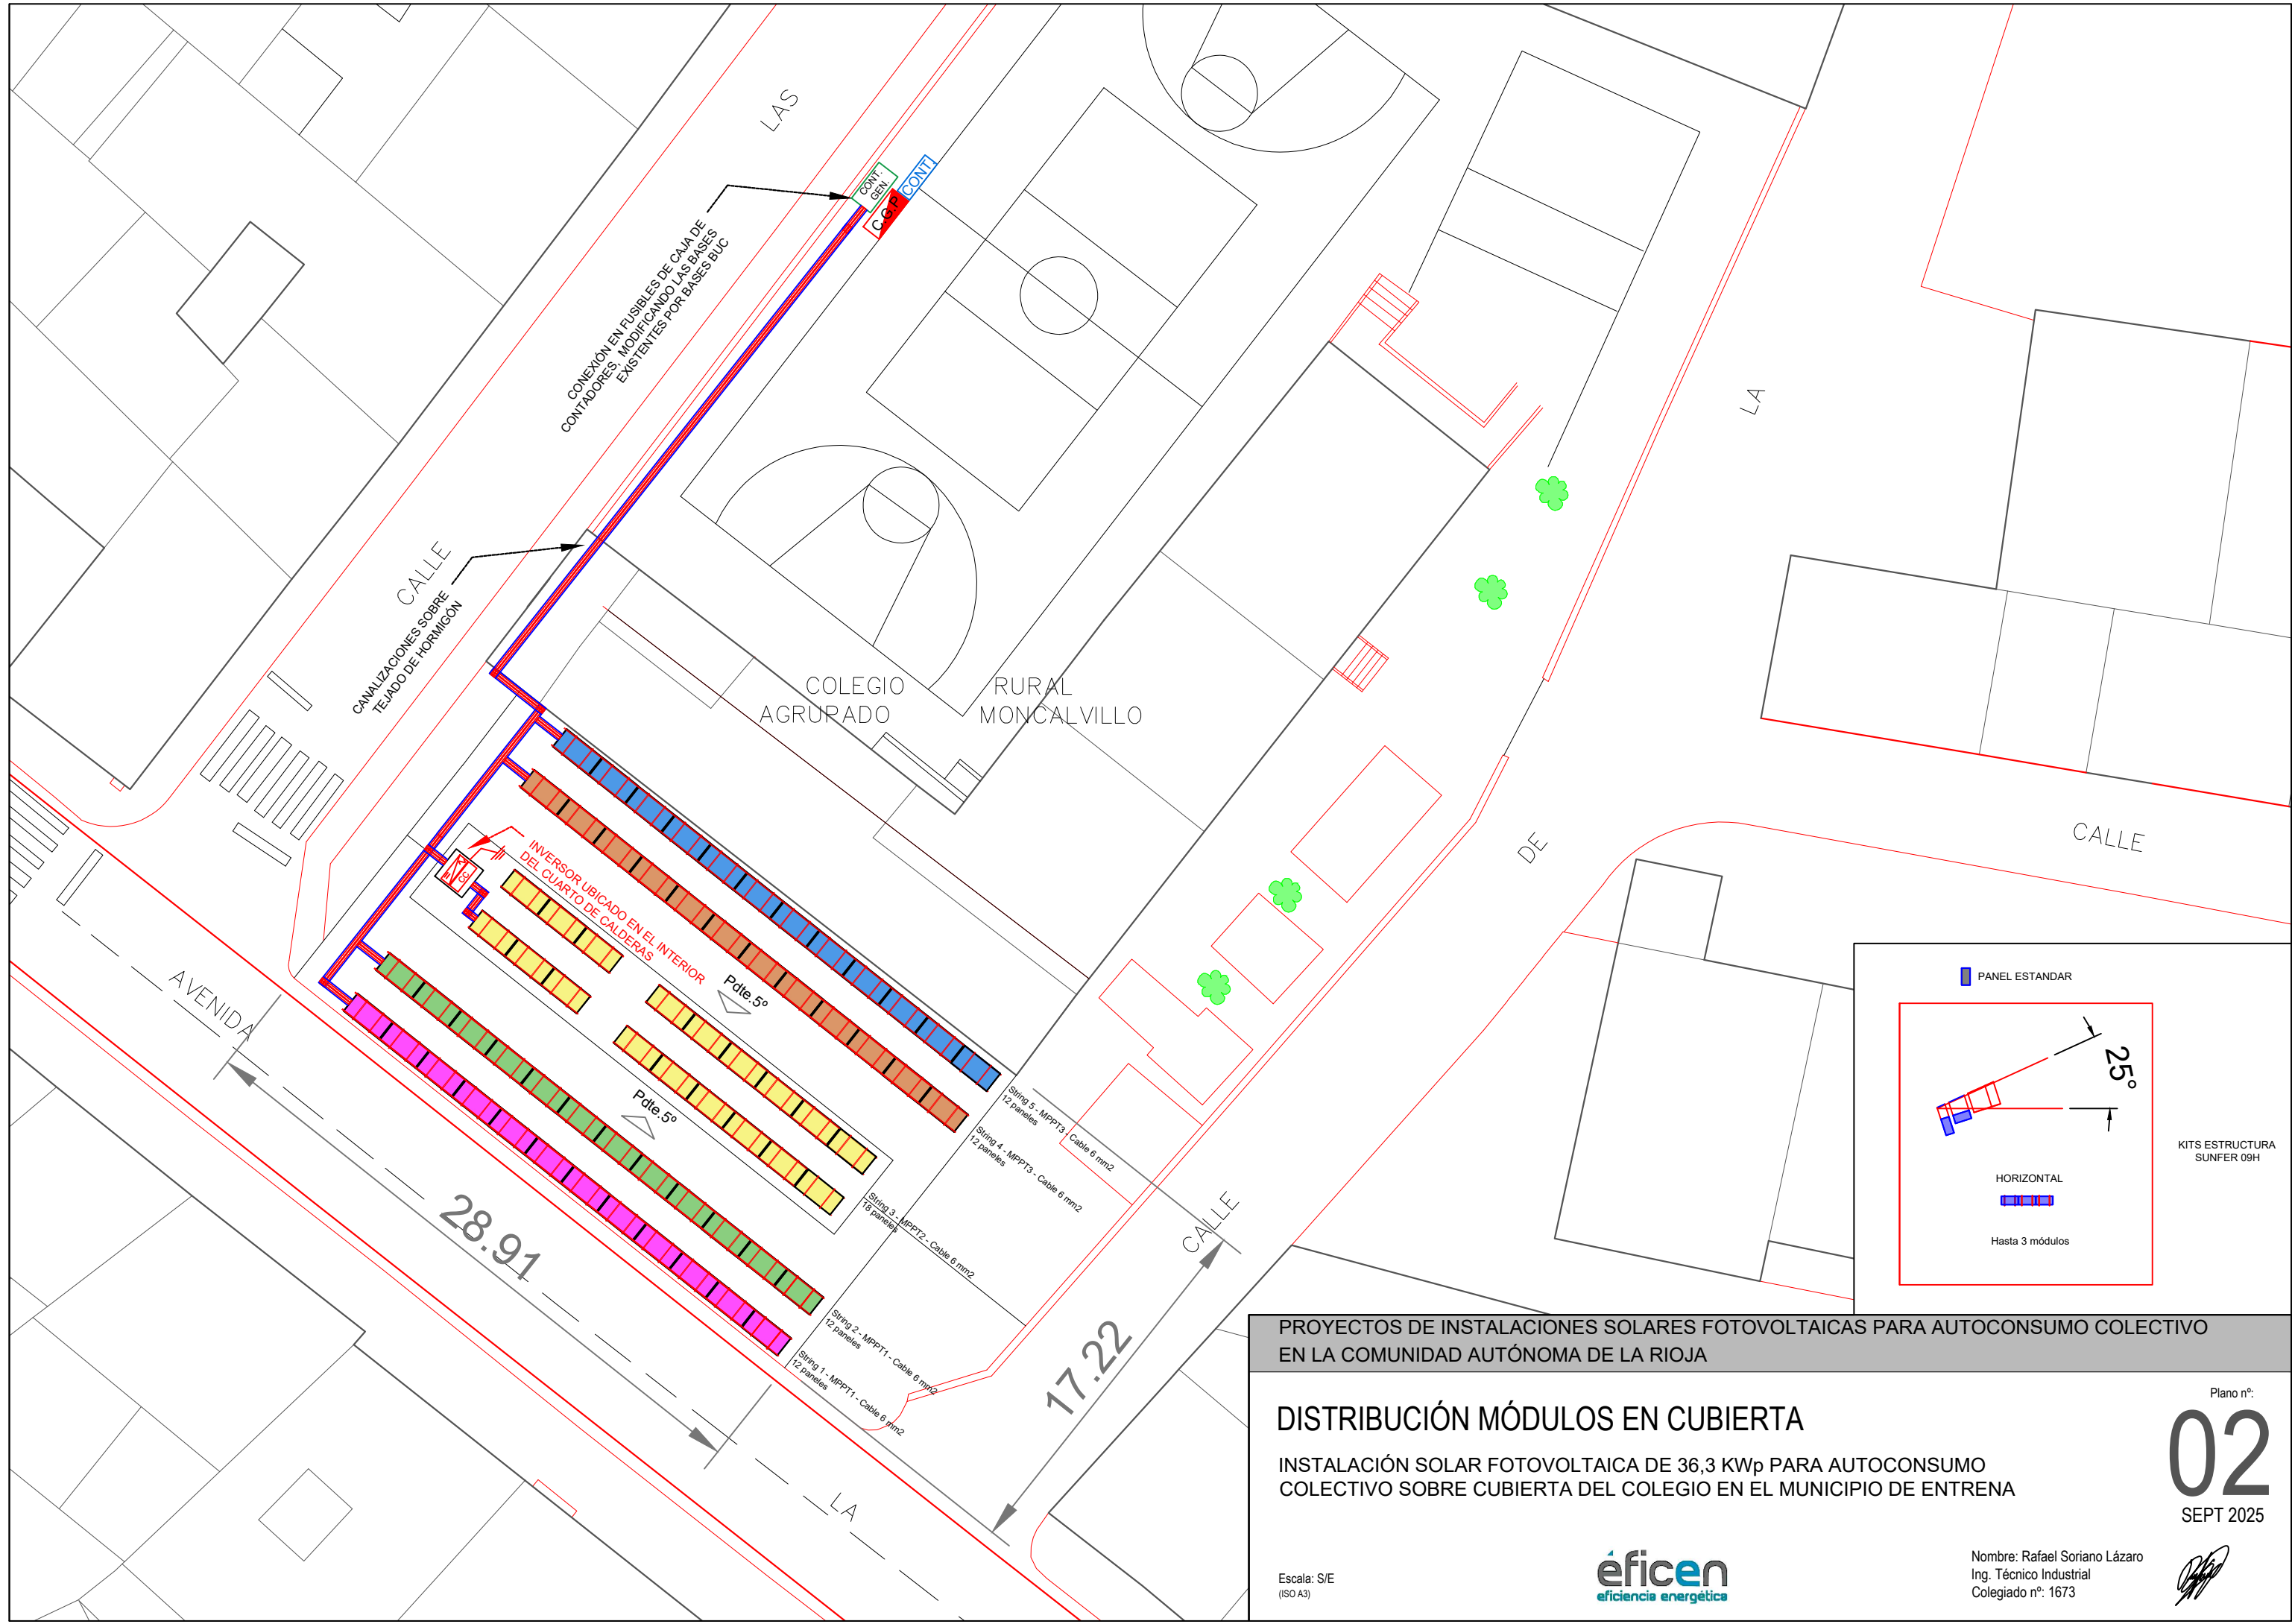 LAS
CONT.
GEN.
CONT
C.G.P
CONEXIÓN EN FUSIBLES DE CAJA DE
CONTADORES, MODIFICANDO LAS BASES
EXISTENTES POR BASES BUC
CALLE
CANALIZACIONES SOBRE
TEJADO DE HORMIGÓN
COLEGIO RURAL
AGRUPADO MONCALVILLO
LA
DE
CALLE
CALLE
INVERSOR UBICADO EN EL INTERIOR
DEL CUARTO DE CALDERAS
Pdte.5º
Pdte.5º
AVENIDA
LA
28.91
17.22
String 5 - MPPT3 - Cable 6 mm2
12 paneles
String 4 - MPPT3 - Cable 6 mm2
12 paneles
String 3 - MPPT2 - Cable 6 mm2
18 paneles
String 2 - MPPT1 - Cable 6 mm2
12 paneles
String 1 - MPPT1 - Cable 6 mm2
12 paneles
PANEL ESTANDAR
25°
KITS ESTRUCTURA
SUNFER 09H
HORIZONTAL
Hasta 3 módulos
PROYECTOS DE INSTALACIONES SOLARES FOTOVOLTAICAS PARA AUTOCONSUMO COLECTIVO
EN LA COMUNIDAD AUTÓNOMA DE LA RIOJA
DISTRIBUCIÓN MÓDULOS EN CUBIERTA
INSTALACIÓN SOLAR FOTOVOLTAICA DE 36,3 KWp PARA AUTOCONSUMO
COLECTIVO SOBRE CUBIERTA DEL COLEGIO EN EL MUNICIPIO DE ENTRENA
Plano nº:
02
SEPT 2025
Escala: S/E
(ISO A3)
éficen
eficiencia energética
Nombre: Rafael Soriano Lázaro
Ing. Técnico Industrial
Colegiado nº: 1673